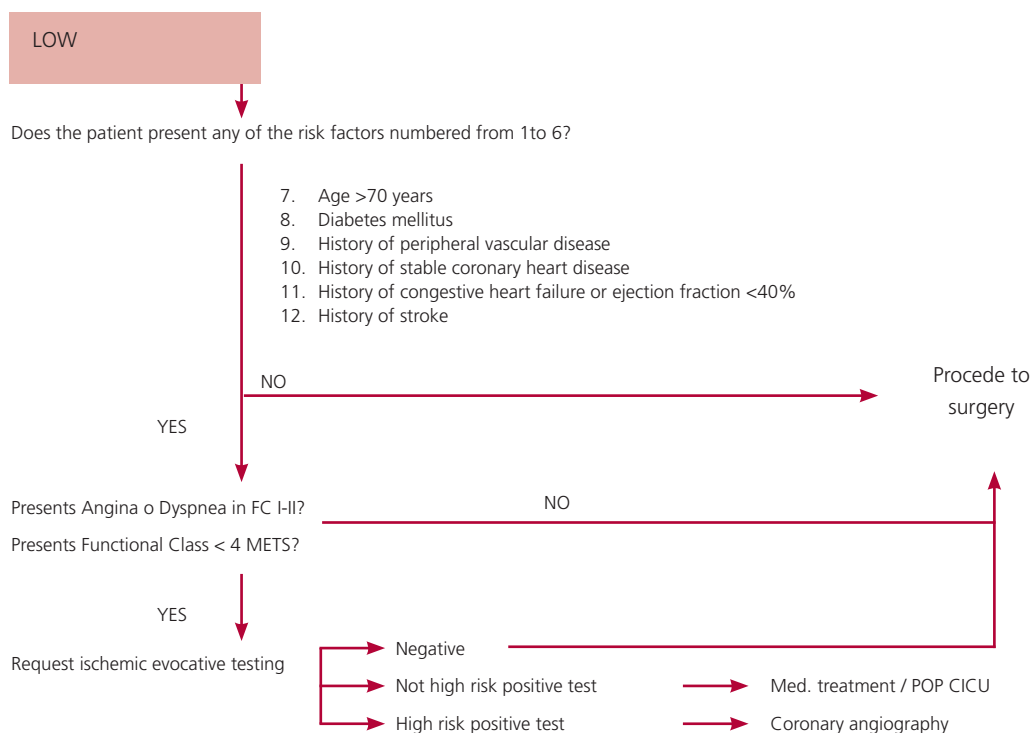 LOW
Does the patient present any of the risk factors numbered from 1to 6?
7. Age >70 years
8. Diabetes mellitus
9. History of peripheral vascular disease
10. History of stable coronary heart disease
11. History of congestive heart failure or ejection fraction <40%
12. History of stroke
NO
Procede to
surgery
YES
Presents Angina o Dyspnea in FC I-II?
NO
Presents Functional Class < 4 METS?
YES
Request ischemic evocative testing
Negative
Not high risk positive test
Med. treatment / POP CICU
High risk positive test
Coronary angiography